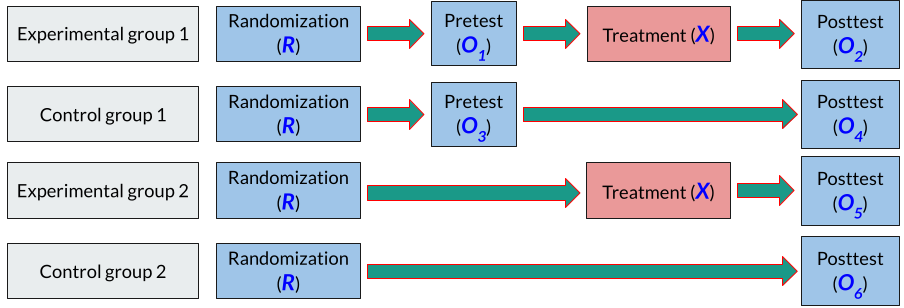 Experimental group 1
Randomization
(R)
Pretest
(O1)
Treatment (X)
Posttest
(O2)
Control group 1
Randomization
(R)
Pretest
(O3)
Posttest
(O4)
Experimental group 2
Randomization
(R)
Treatment (X)
Posttest
(O5)
Control group 2
Randomization
(R)
Posttest
(O6)